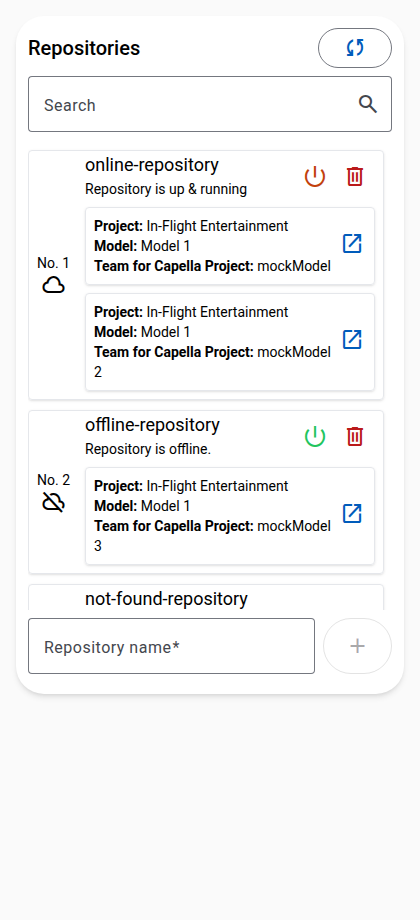 Repositories
Search
online-repository
Repository is up & running
No. 1
Project: In-Flight Entertainment
Model: Model 1
Team for Capella Project: mockModel
Project: In-Flight Entertainment
Model: Model 1
Team for Capella Project: mockModel
2
offline-repository
Repository is offline.
No. 2
Project: In-Flight Entertainment
Model: Model 1
Team for Capella Project: mockModel
3
not-found-repository
Repository name*